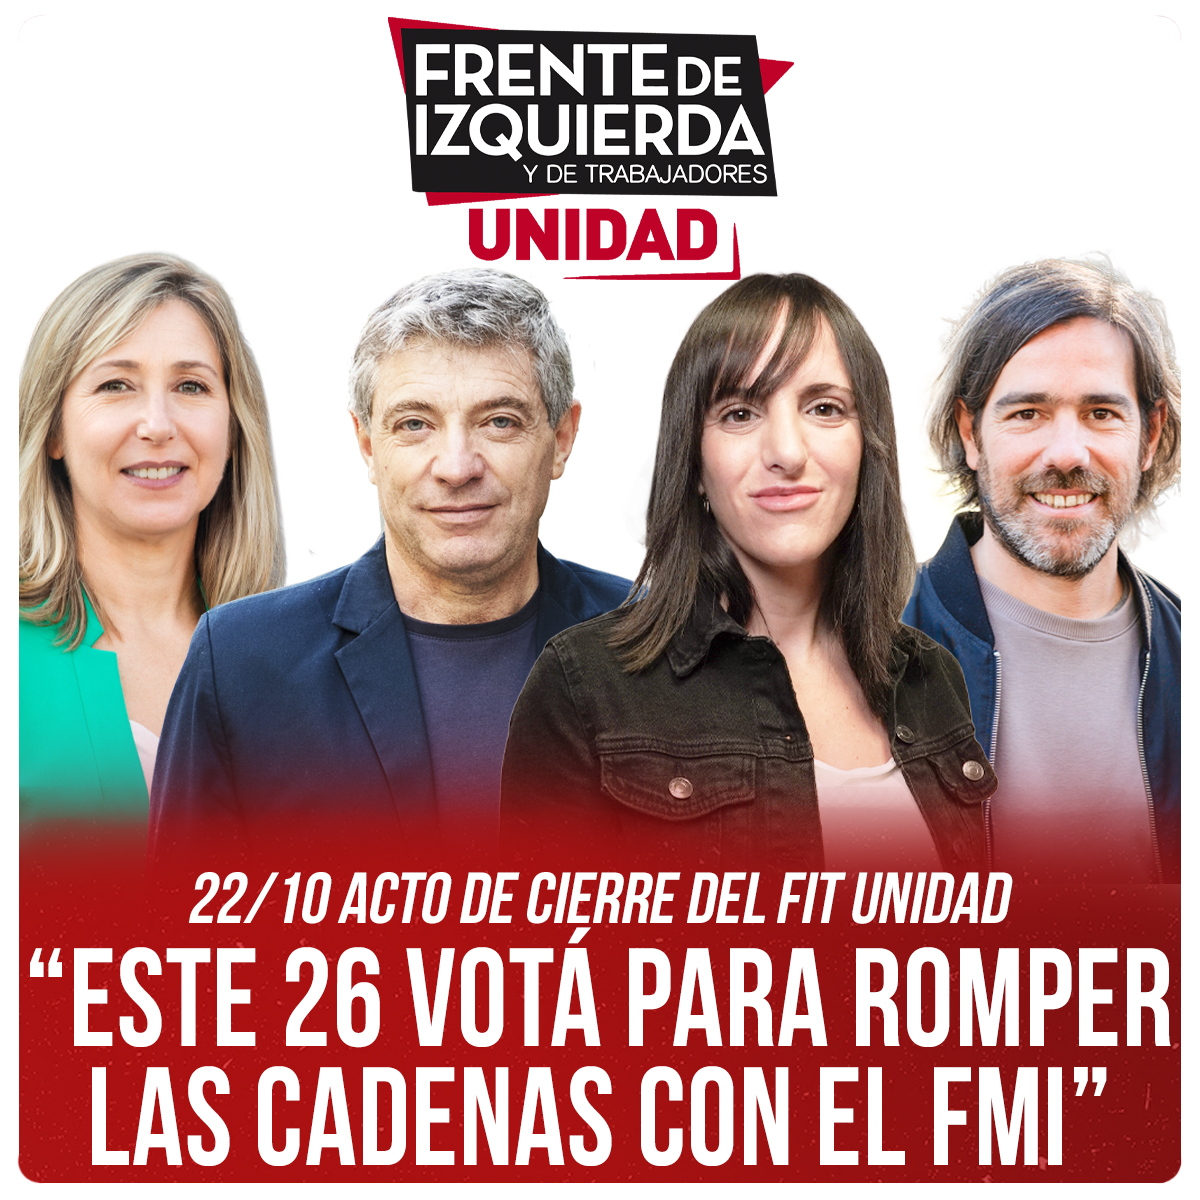 FRENTE DE
IZQUIERDA
Y DE TRABAJADORES
UNIDAD
22/10 ACTO DE CIERRE DEL FIT UNIDAD
“ESTE 26 VOTÁ PARA ROMPER
LAS CADENAS CON EL FMI”